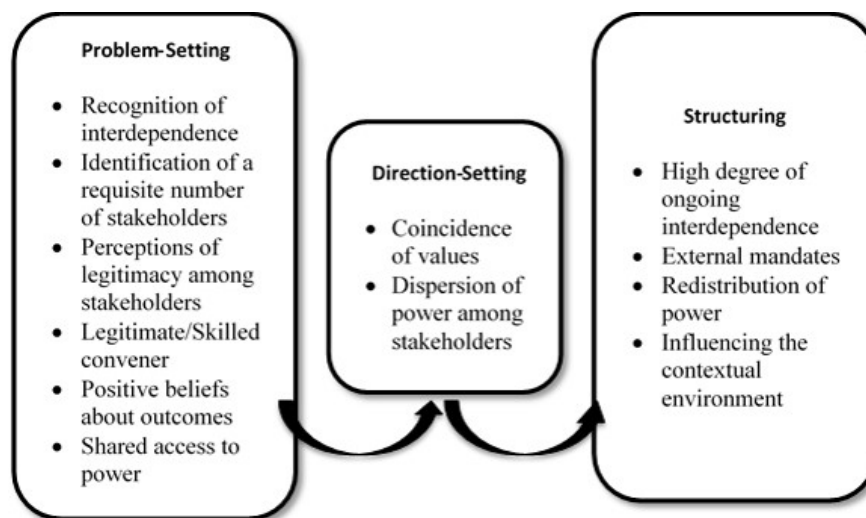 Problem-Setting
• Recognition of
interdependence
• Identification of a
requisite number
of stakeholders
• Perceptions of
legitimacy among
stakeholders
• Legitimate/Skilled
convener
• Positive beliefs
about outcomes
• Shared access to
power
Direction-Setting
• Coincidence
of values
• Dispersion of
power among
stakeholders
Structuring
• High degree of
ongoing
interdependence
• External mandates
• Redistribution of
power
• Influencing the
contextual
environment